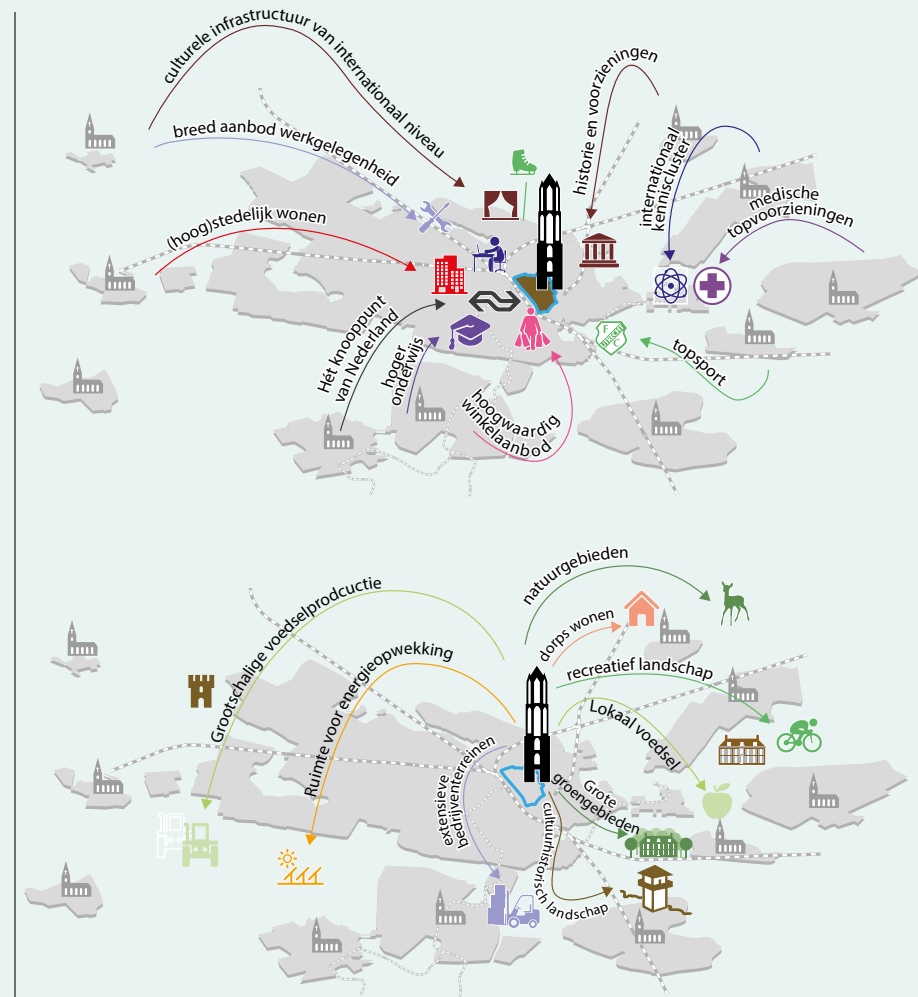 culturele infrastructuur van internationaal niveau
breed aanbod werkgelegenheid
(hoog)stedelijk wonen
historie en voorzieningen
internationaal
kenniscluster
medische
topvoorzieningen
Hét knooppunt
van Nederland
hoger
onderwijs
hoogwaardig
winkelaanbod
F
C
topsport
natuurgebieden
Grootschalige voedselprodcuctie
dorps wonen
Ruimte voor energieopwekking
recreatief landschap
Lokaal voedsel
extensieve
bedrijventerreinen
Grote
groengebieden
cultuurhistorisch landschap